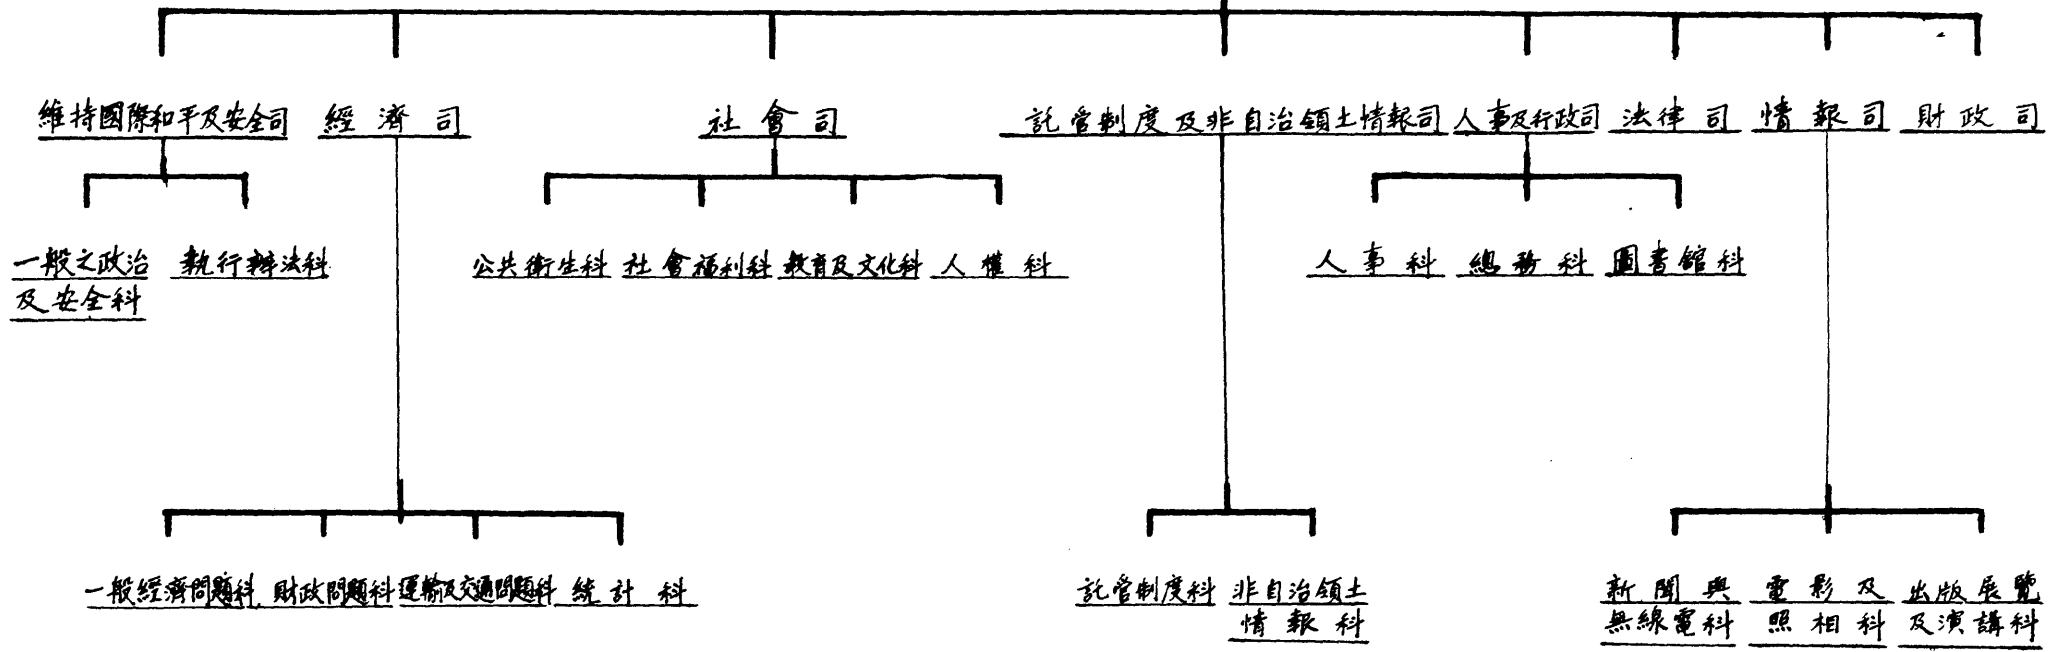 維持國際和平及安全司
經濟司
社會司
託管制度及非自治領土情報司
人事及行政司
法律司
情報司
財政司
一般之政治
及安全科
執行辦法科
公共衛生科
社會福利科
教育及文化科
人權科
人事科
總務科
圖書館科
一般經濟問題科
財政問題科
運輸及交通問題科
統計科
託管制度科
非自治領土
情報科
新聞與
無線電科
電影及
照相科
出版展覽
及演講科